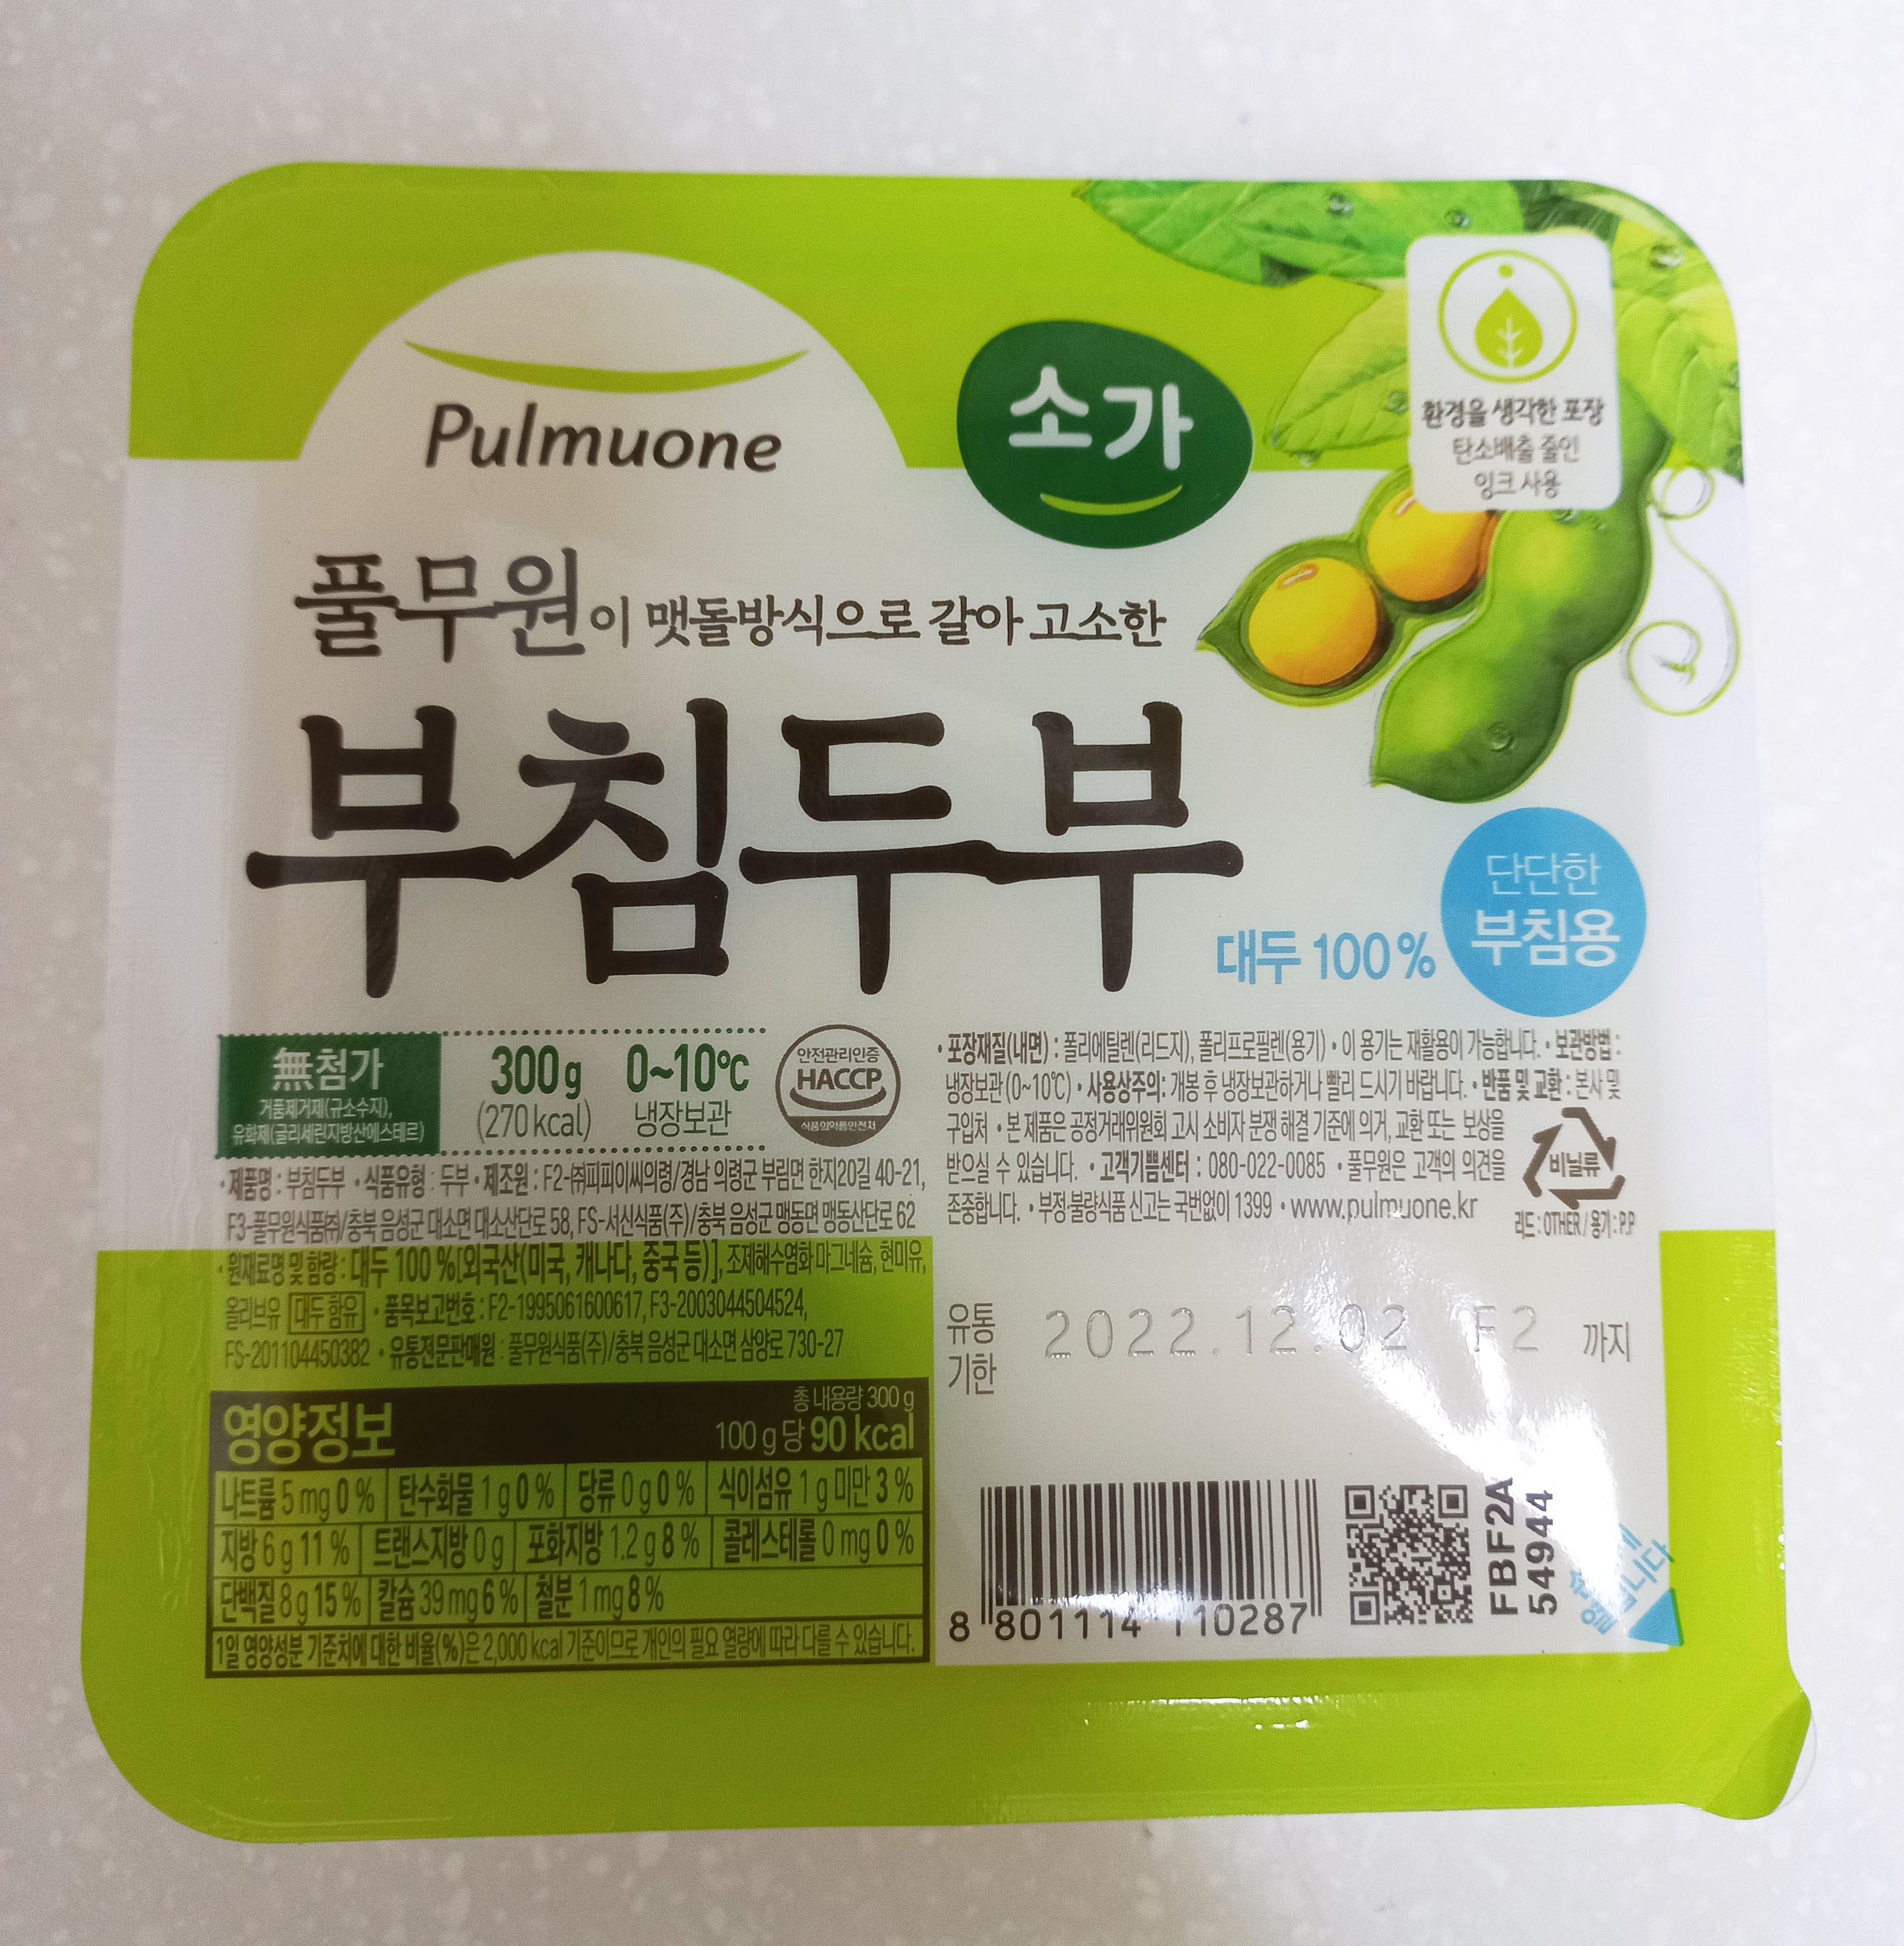 Pulmuone
소가
환경을 생각한 포장
탄소배출 줄인
잉크 사용
풀무원이 맷돌방식으로 갈아 고소한
부침두부
대두 100%
단단한
부침용
無첨가
거품제거제(규소수지),
유화제(글리세린지방산에스테르)
300g
(270kcal)
0~10℃
냉장보관
안전관리인증
HACCP
식품의약품안전처
• 제품명 : 부침두부 • 식품유형 : 두부 • 제조원 : F2-㈜피피이씨의령/경남 의령군 부림면 한지20길 40-21,
F3-풀무원식품㈜/충북 음성군 대소면 대소산단로 58, FS-서신식품(주)/충북 음성군 맹동면 맹동산단로 62
• 원재료명 및 함량 : 대두 100 %[외국산(미국, 캐나다, 중국 등)], 조제해수염화마그네슘, 현미유,
올리브유 대두 함유 • 품목보고번호 : F2-1995061600617, F3-2003044504524,
FS-201104450382 • 유통전문판매원 : 풀무원식품(주)/충북 음성군 대소면 삼양로 730-27
• 포장재질(내면) : 폴리에틸렌(리드지), 폴리프로필렌(용기) • 이 용기는 재활용이 가능합니다. • 보관방법 :
냉장보관(0~10℃) • 사용상주의: 개봉 후 냉장보관하거나 빨리 드시기 바랍니다. • 반품 및 교환 : 본사 및
구입처 • 본 제품은 공정거래위원회 고시 소비자 분쟁 해결 기준에 의거, 교환 또는 보상을
받으실 수 있습니다. • 고객기쁨센터 : 080-022-0085 • 풀무원은 고객의 의견을
존중합니다. • 부정·불량식품 신고는 국번없이 1399 • www.pulmuone.kr
비닐류
리드 : OTHER / 용기 : P.P
유통
기한
2022.12.02 F2 까지
영양정보
총 내용량 300 g
100 g당 90 kcal
나트륨 5 mg 0 % 탄수화물 1 g 0 % 당류 0 g 0 % 식이섬유 1 g 미만 3 %
지방 6 g 11 % 트랜스지방 0 g 포화지방 1.2 g 8 % 콜레스테롤 0 mg 0 %
단백질 8 g 15 % 칼슘 39 mg 6 % 철분 1 mg 8 %
1일 영양성분 기준치에 대한 비율(%)은 2,000 kcal 기준이므로 개인의 필요 열량에 따라 다를 수 있습니다.
8 801114 110287
FBF2A
54944